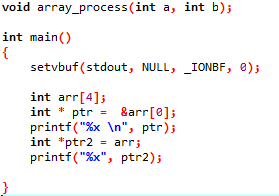 void array_process(int a, int b);
int main()
{
setvbuf(stdout, NULL, _IONBF, 0);
int arr[4];
int * ptr =  &arr[0];
printf("%x \n", ptr);
int *ptr2 = arr;
printf("%x", ptr2);
}